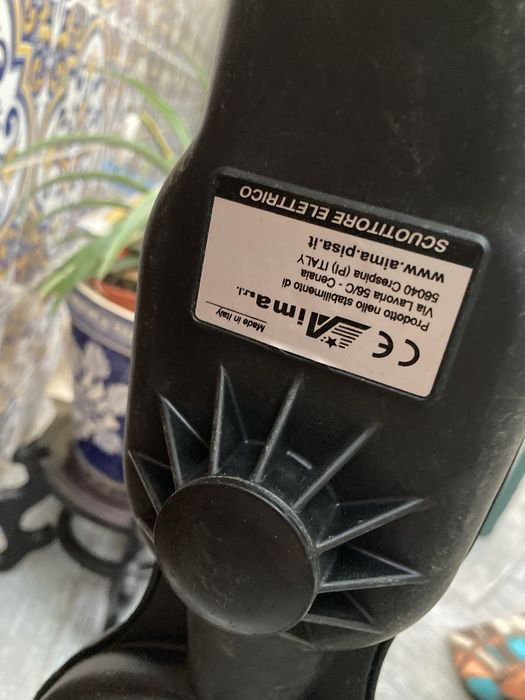 Made in Italy
CE Aima s.r.l.
Prodotto nello stabilimento di
Via Lavoria 56/C - Cenaia
56040 Crespina (PI) ITALY
www.aima-pisa.it
SCUOTITORE ELETTRICO